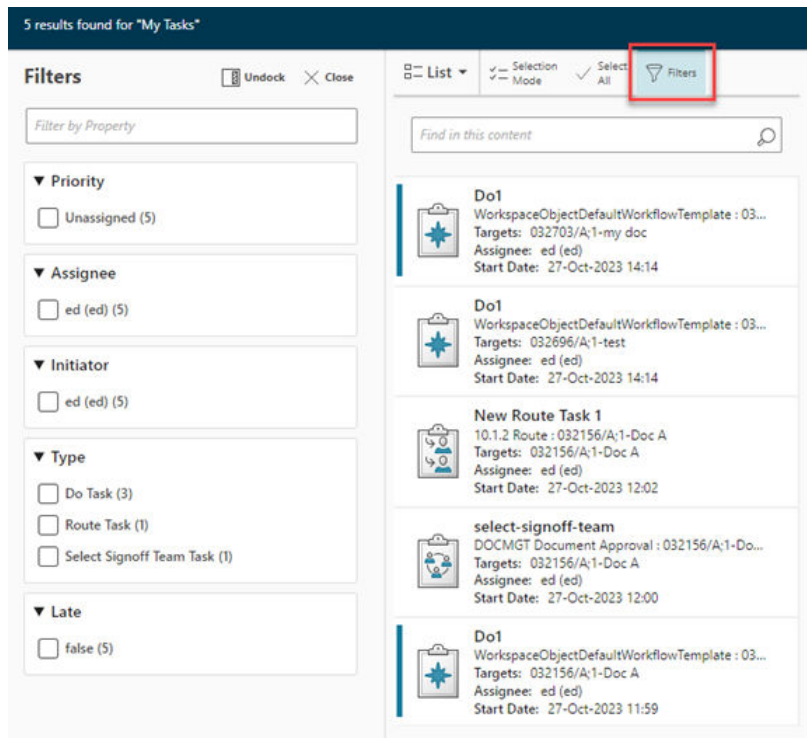 5 results found for "My Tasks"
Filters
Undock
Close
Filter by Property
Priority
Unassigned (5)
Assignee
ed (ed) (5)
Initiator
ed (ed) (5)
Type
Do Task (3)
Route Task (1)
Select Signoff Team Task (1)
Late
false (5)
List
Selection
Mode
Select
All
Filters
Find in this content
Do1
WorkspaceObjectDefaultWorkflowTemplate : 03...
Targets: 032703/A;1-my doc
Assignee: ed (ed)
Start Date: 27-Oct-2023 14:14
Do1
WorkspaceObjectDefaultWorkflowTemplate : 03...
Targets: 032696/A;1-test
Assignee: ed (ed)
Start Date: 27-Oct-2023 14:14
New Route Task 1
10.1.2 Route : 032156/A;1-Doc A
Targets: 032156/A;1-Doc A
Assignee: ed (ed)
Start Date: 27-Oct-2023 12:02
select-signoff-team
DOCMGT Document Approval : 032156/A;1-Do...
Targets: 032156/A;1-Doc A
Assignee: ed (ed)
Start Date: 27-Oct-2023 12:00
Do1
WorkspaceObjectDefaultWorkflowTemplate : 03...
Targets: 032156/A;1-Doc A
Assignee: ed (ed)
Start Date: 27-Oct-2023 11:59